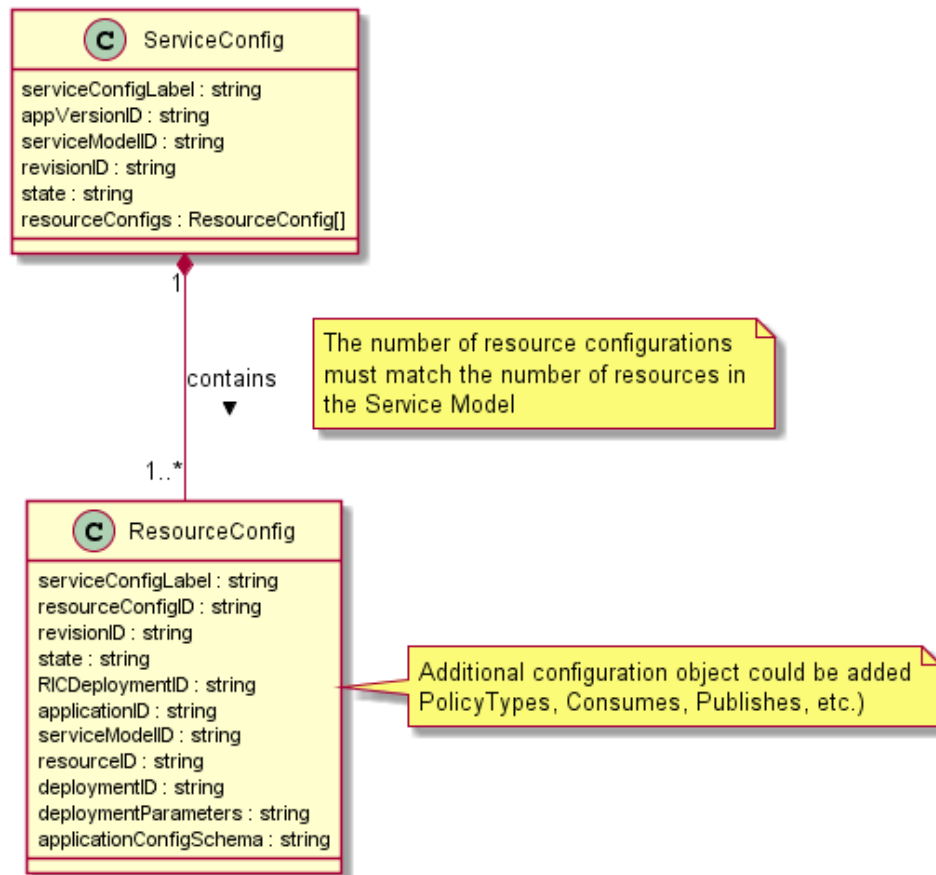 C ServiceConfig
serviceConfigLabel : string
appVersionID : string
serviceModelID : string
revisionID : string
state : string
resourceConfigs : ResourceConfig[]
1
contains
▼
The number of resource configurations
must match the number of resources in
the Service Model
1..*
C ResourceConfig
serviceConfigLabel : string
resourceConfigID : string
revisionID : string
state : string
RICDeploymentID : string
applicationID : string
serviceModelID : string
resourceID : string
deploymentID : string
deploymentParameters : string
applicationConfigSchema : string
Additional configuration object could be added
PolicyTypes, Consumes, Publishes, etc.)